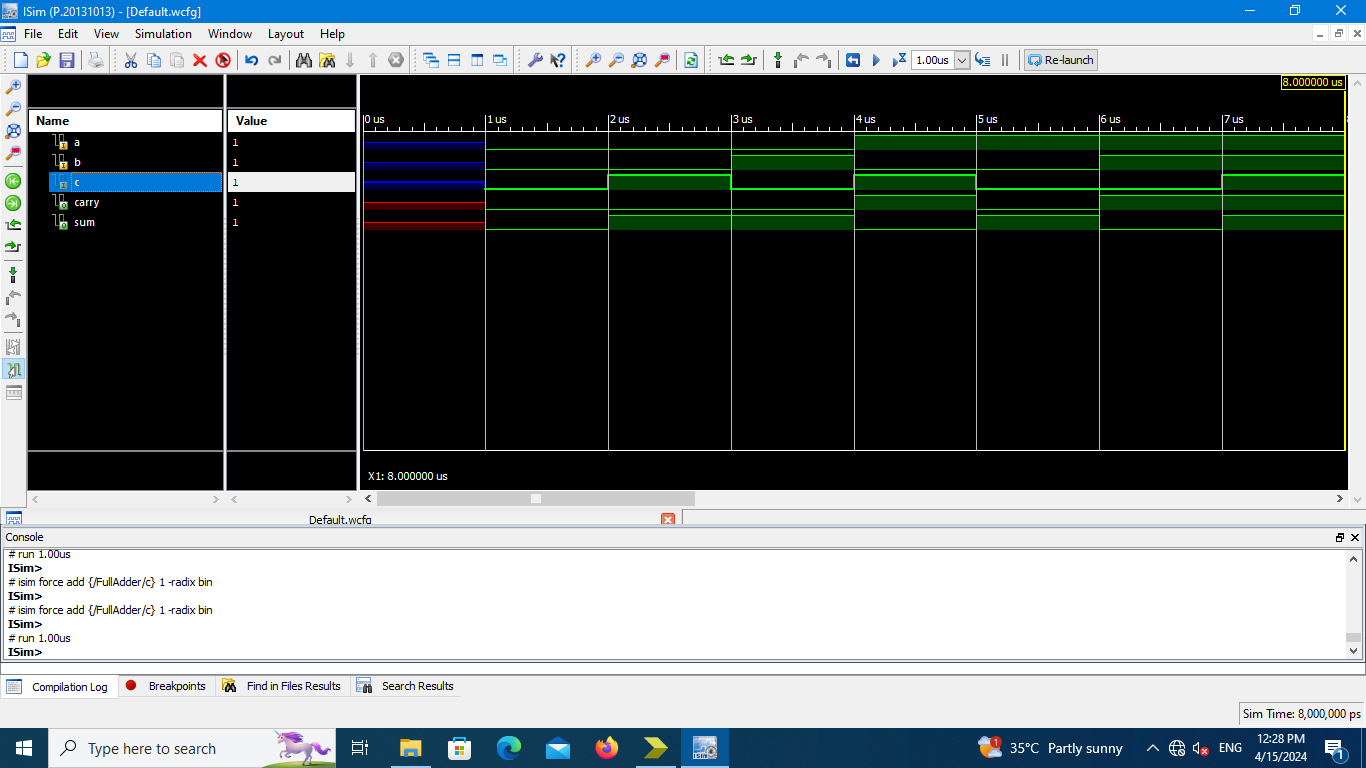 ISim (P.20131013) - [Default.wcfg]
File Edit View Simulation Window Layout Help
1.00us Re-launch
8.000000 us
Name Value
0 us 1 us 2 us 3 us 4 us 5 us 6 us 7 us
a 1
b 1
c 1
carry 1
sum 1
X1: 8.000000 us
Default.wcfg
Console
# run 1.00us
ISim>
# isim force add {/FullAdder/c} 1 -radix bin
ISim>
# isim force add {/FullAdder/c} 1 -radix bin
ISim>
# run 1.00us
ISim>
Compilation Log Breakpoints Find in Files Results Search Results
Sim Time: 8,000,000 ps
Type here to search
1 35°C Partly sunny ENG 12:28 PM
4/15/2024 1